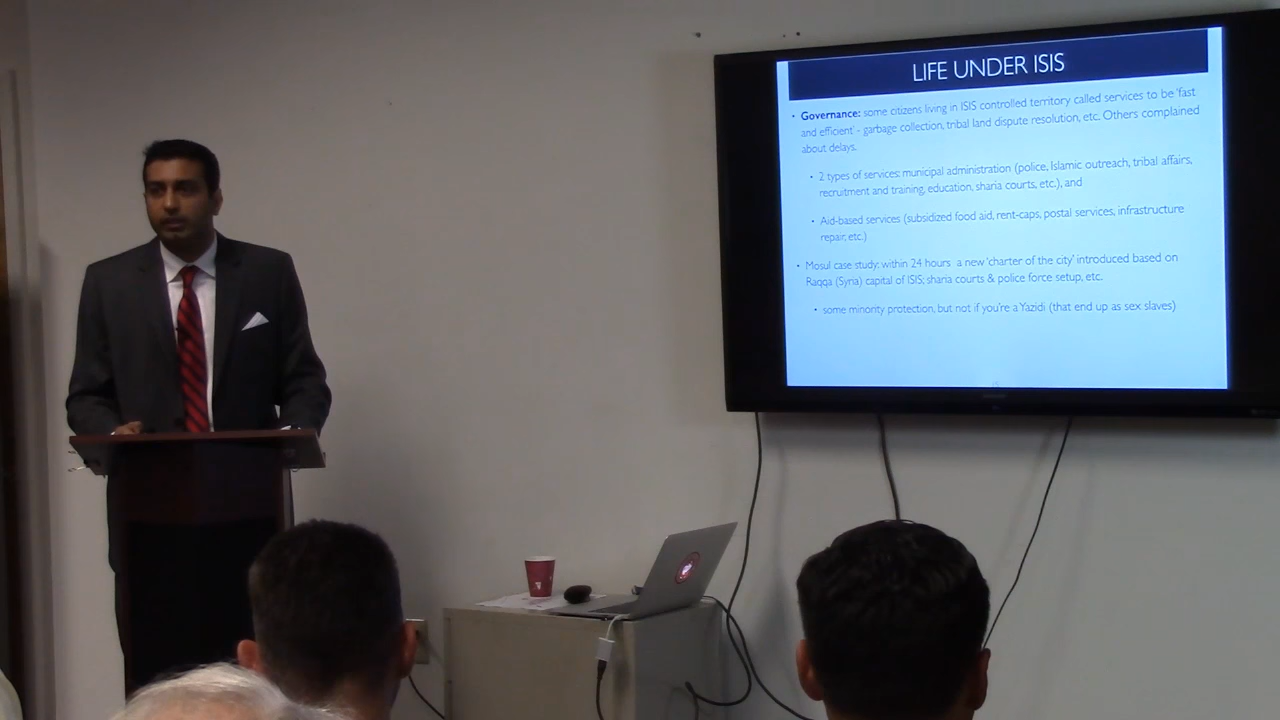 LIFE UNDER ISIS
• Governance: some citizens living in ISIS controlled territory called services to be 'fast
and efficient' - garbage collection, tribal land dispute resolution, etc. Others complained
about delays.
• 2 types of services: municipal administration (police, Islamic outreach, tribal affairs,
recruitment and training, education, sharia courts, etc.), and
• Aid-based services (subsidized food aid, rent-caps, postal services, infrastructure
repair, etc.)
• Mosul case study: within 24 hours a new 'charter of the city' introduced based on
Raqqa (Syria) capital of ISIS, sharia courts & police force setup, etc.
• some minority protection, but not if you're a Yazidi (that end up as sex slaves)